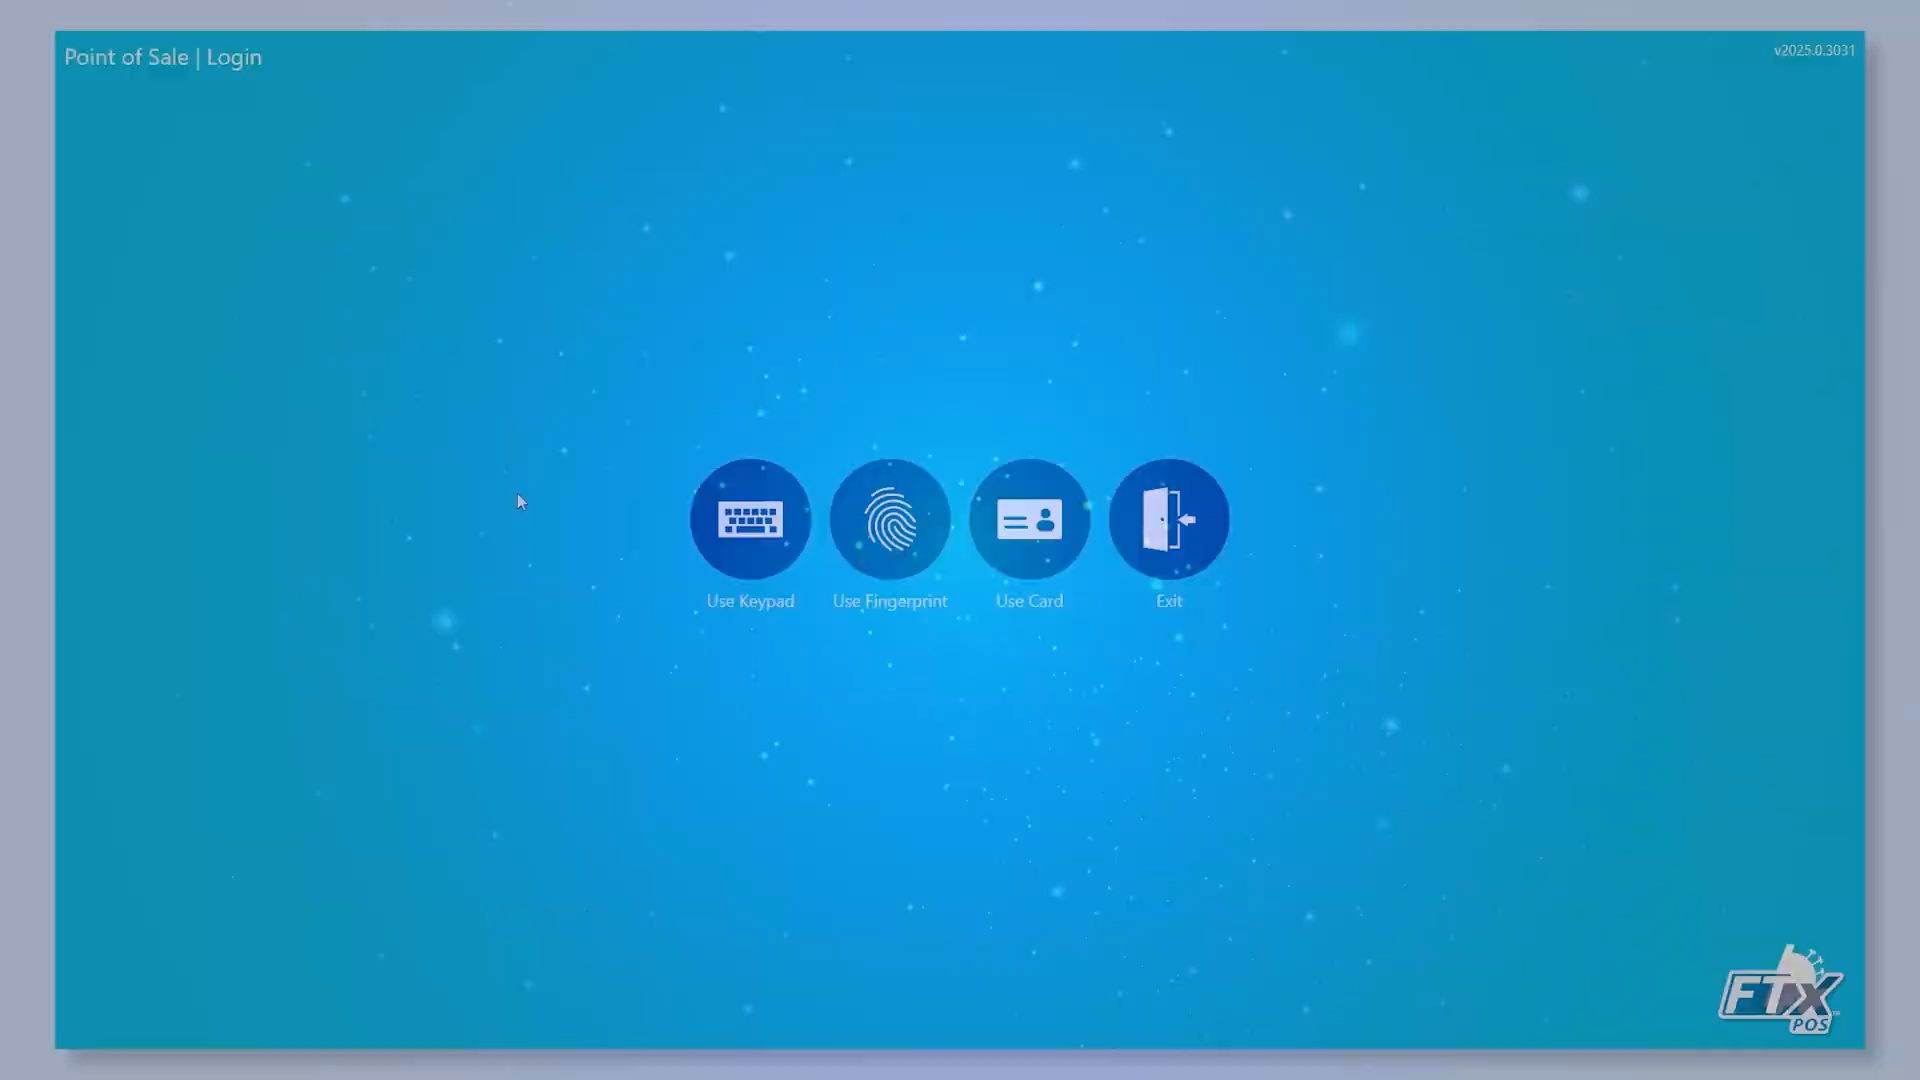 Point of Sale | Login
v2025.0.3031
Use Keypad
Use Fingerprint
Use Card
Exit
FTx
POS